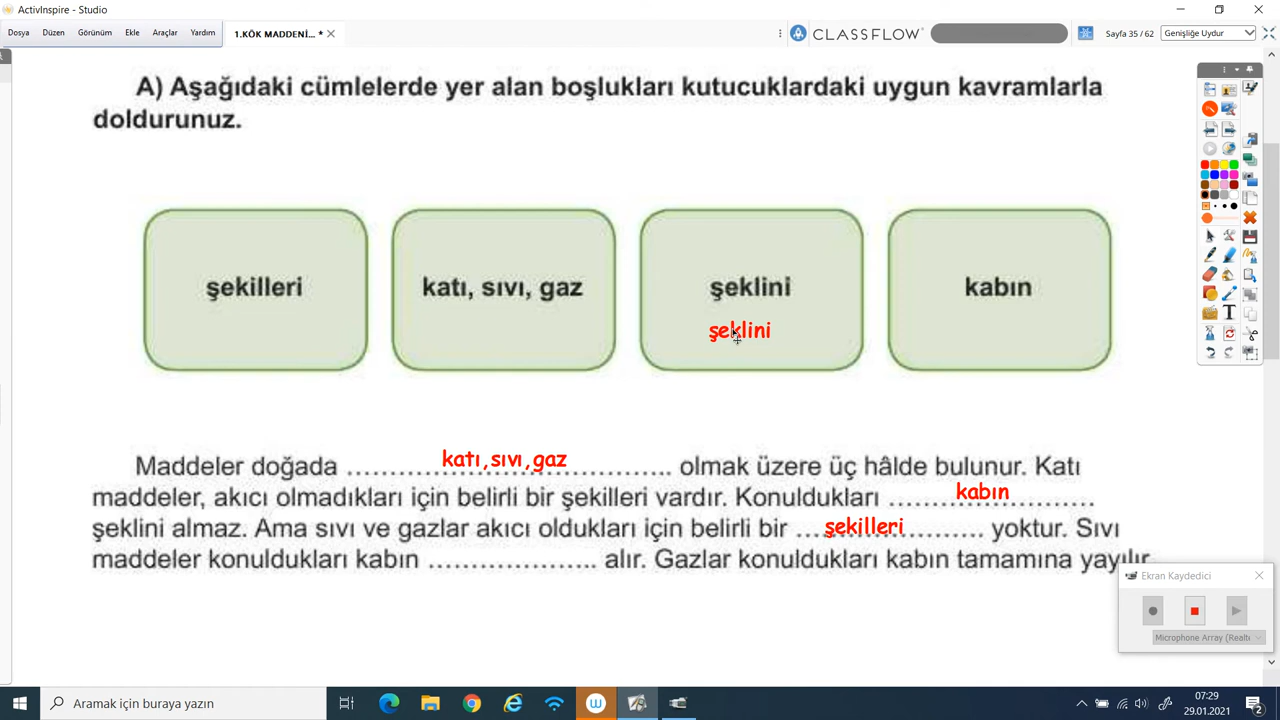 ActivInspire - Studio
Dosya Düzen Görünüm Ekle Araçlar Yardım
1.KÖK MADDENİ... *
CLASSFLOW
Sayfa 35 / 62
Genişliğe Uydur
A) Aşağıdaki cümlelerde yer alan boşlukları kutucuklardaki uygun kavramlarla
doldurunuz.
şekilleri
katı, sıvı, gaz
şeklini
kabın
şeklini
katı,sıvı,gaz
Maddeler doğada ………………………………….. olmak üzere üç hâlde bulunur. Katı
kabın
maddeler, akıcı olmadıkları için belirli bir şekilleri vardır. Konuldukları ……………………
şekilleri
şeklini almaz. Ama sıvı ve gazlar akıcı oldukları için belirli bir …………………. yoktur. Sıvı
maddeler konuldukları kabın ……………….. alır. Gazlar konuldukları kabın tamamına yayılır.
Ekran Kaydedici
Microphone Array (Realte
Aramak için buraya yazın
07:29
29.01.2021
2